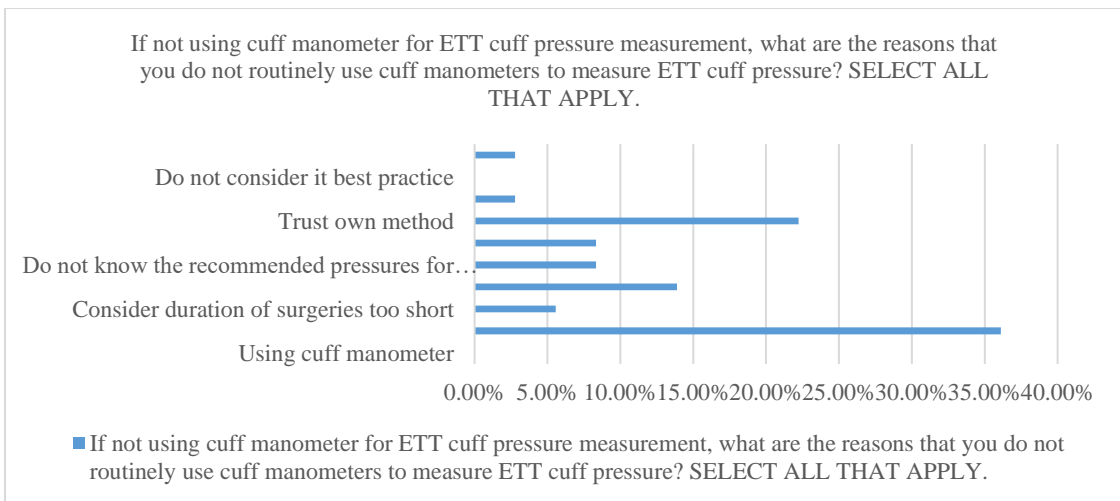 If not using cuff manometer for ETT cuff pressure measurement, what are the reasons that
you do not routinely use cuff manometers to measure ETT cuff pressure? SELECT ALL
THAT APPLY.
Do not consider it best practice
Trust own method
Do not know the recommended pressures for…
Consider duration of surgeries too short
Using cuff manometer
0.00% 5.00% 10.00% 15.00% 20.00% 25.00% 30.00% 35.00% 40.00%
If not using cuff manometer for ETT cuff pressure measurement, what are the reasons that you do not
routinely use cuff manometers to measure ETT cuff pressure? SELECT ALL THAT APPLY.